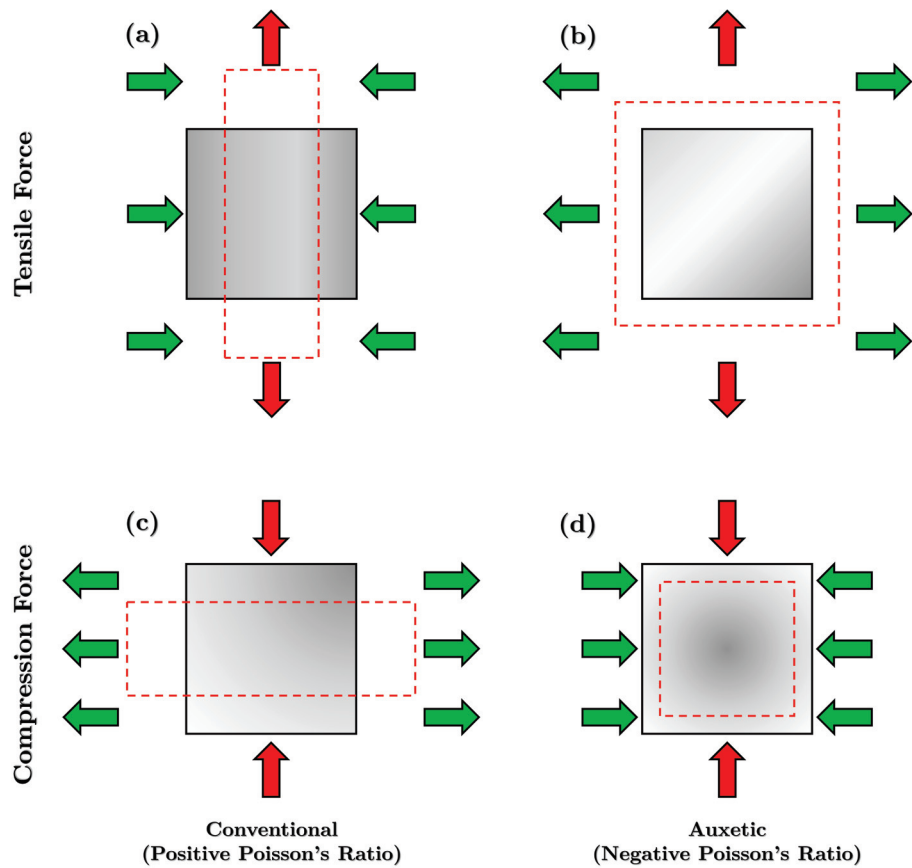 (a)
(b)
Tensile Force
(c)
(d)
Compression Force
Conventional
(Positive Poisson's Ratio)
Auxetic
(Negative Poisson's Ratio)